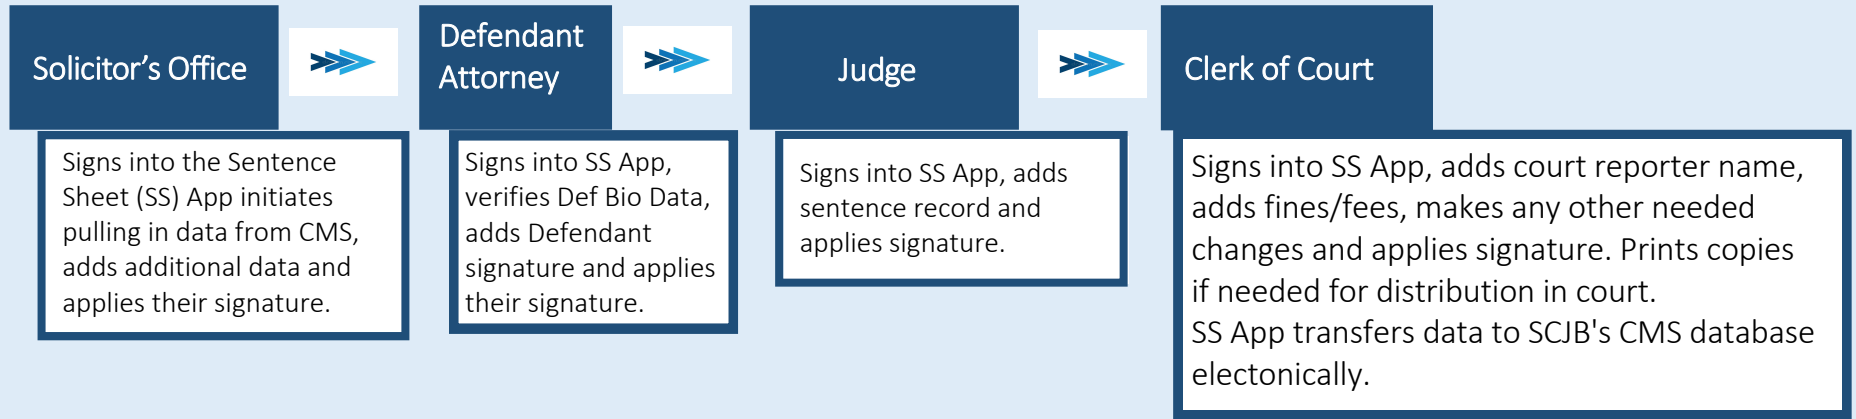 Solicitor's Office
Signs into the Sentence
Sheet (SS) App initiates
pulling in data from CMS,
adds additional data and
applies their signature.
Defendant
Attorney
Signs into SS App,
verifies Def Bio Data,
adds Defendant
signature and applies
their signature.
Judge
Signs into SS App, adds
sentence record and
applies signature.
Clerk of Court
Signs into SS App, adds court reporter name,
adds fines/fees, makes any other needed
changes and applies signature. Prints copies
if needed for distribution in court.
SS App transfers data to SCJB's CMS database
electonically.